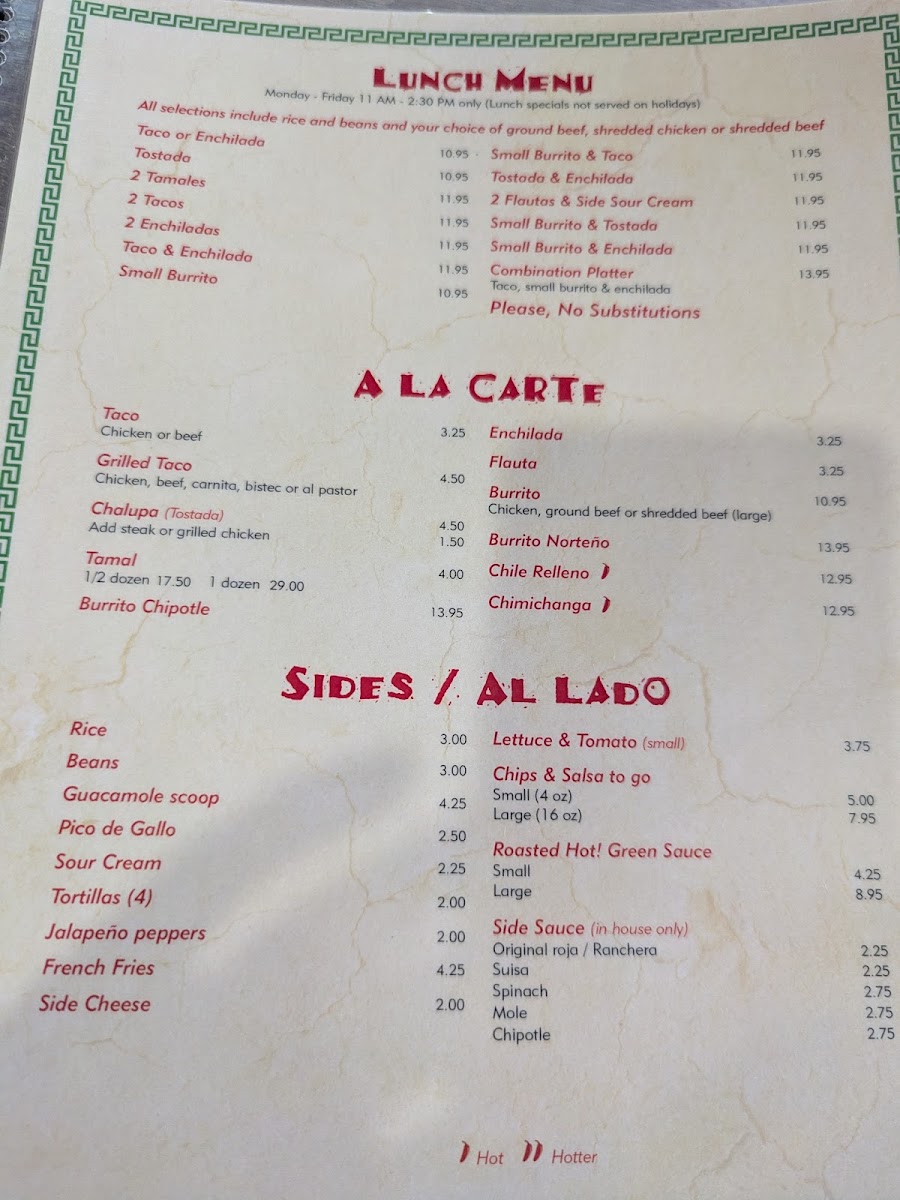 LUNCH MENU
Monday - Friday 11 AM - 2:30 PM only (Lunch specials not served on holidays)
All selections include rice and beans and your choice of ground beef, shredded chicken or shredded beef
Taco or Enchilada 10.95
Tostada 10.95
2 Tamales 11.95
2 Tacos 11.95
2 Enchiladas 11.95
Taco & Enchilada 11.95
Small Burrito 10.95
Small Burrito & Taco 11.95
Tostada & Enchilada 11.95
2 Flautas & Side Sour Cream 11.95
Small Burrito & Tostada 11.95
Small Burrito & Enchilada 11.95
Combination Platter 13.95
Taco, small burrito & enchilada
Please, No Substitutions
A LA CARTE
Taco 3.25
Chicken or beef
Grilled Taco 4.50
Chicken, beef, carnita, bistec or al pastor
Chalupa (Tostada) 4.50
Add steak or grilled chicken 1.50
Tamal 4.00
1/2 dozen 17.50 1 dozen 29.00
Burrito Chipotle 13.95
Enchilada 3.25
Flauta 3.25
Burrito 10.95
Chicken, ground beef or shredded beef (large)
Burrito Norteño 13.95
Chile Relleno 12.95
Chimichanga 12.95
SIDES / AL LADO
Rice 3.00
Beans 3.00
Guacamole scoop 4.25
Pico de Gallo 2.50
Sour Cream 2.25
Tortillas (4) 2.00
Jalapeño peppers 2.00
French Fries 4.25
Side Cheese 2.00
Lettuce & Tomato (small) 3.75
Chips & Salsa to go
Small (4 oz) 5.00
Large (16 oz) 7.95
Roasted Hot! Green Sauce
Small 4.25
Large 8.95
Side Sauce (in house only)
Original roja / Ranchera 2.25
Suisa 2.25
Spinach 2.75
Mole 2.75
Chipotle 2.75
Hot Hotter